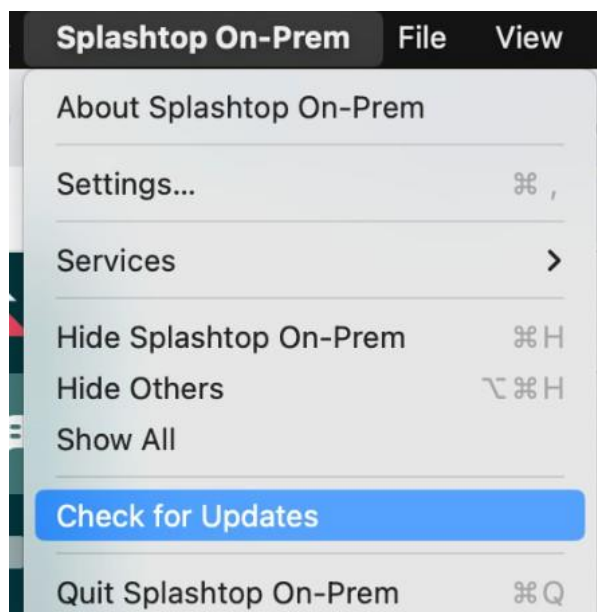 Splashtop On-Prem File View
About Splashtop On-Prem
Settings... ⌘ ,
Services >
Hide Splashtop On-Prem ⌘ H
Hide Others ⌥ ⌘ H
Show All
Check for Updates
Quit Splashtop On-Prem ⌘ Q